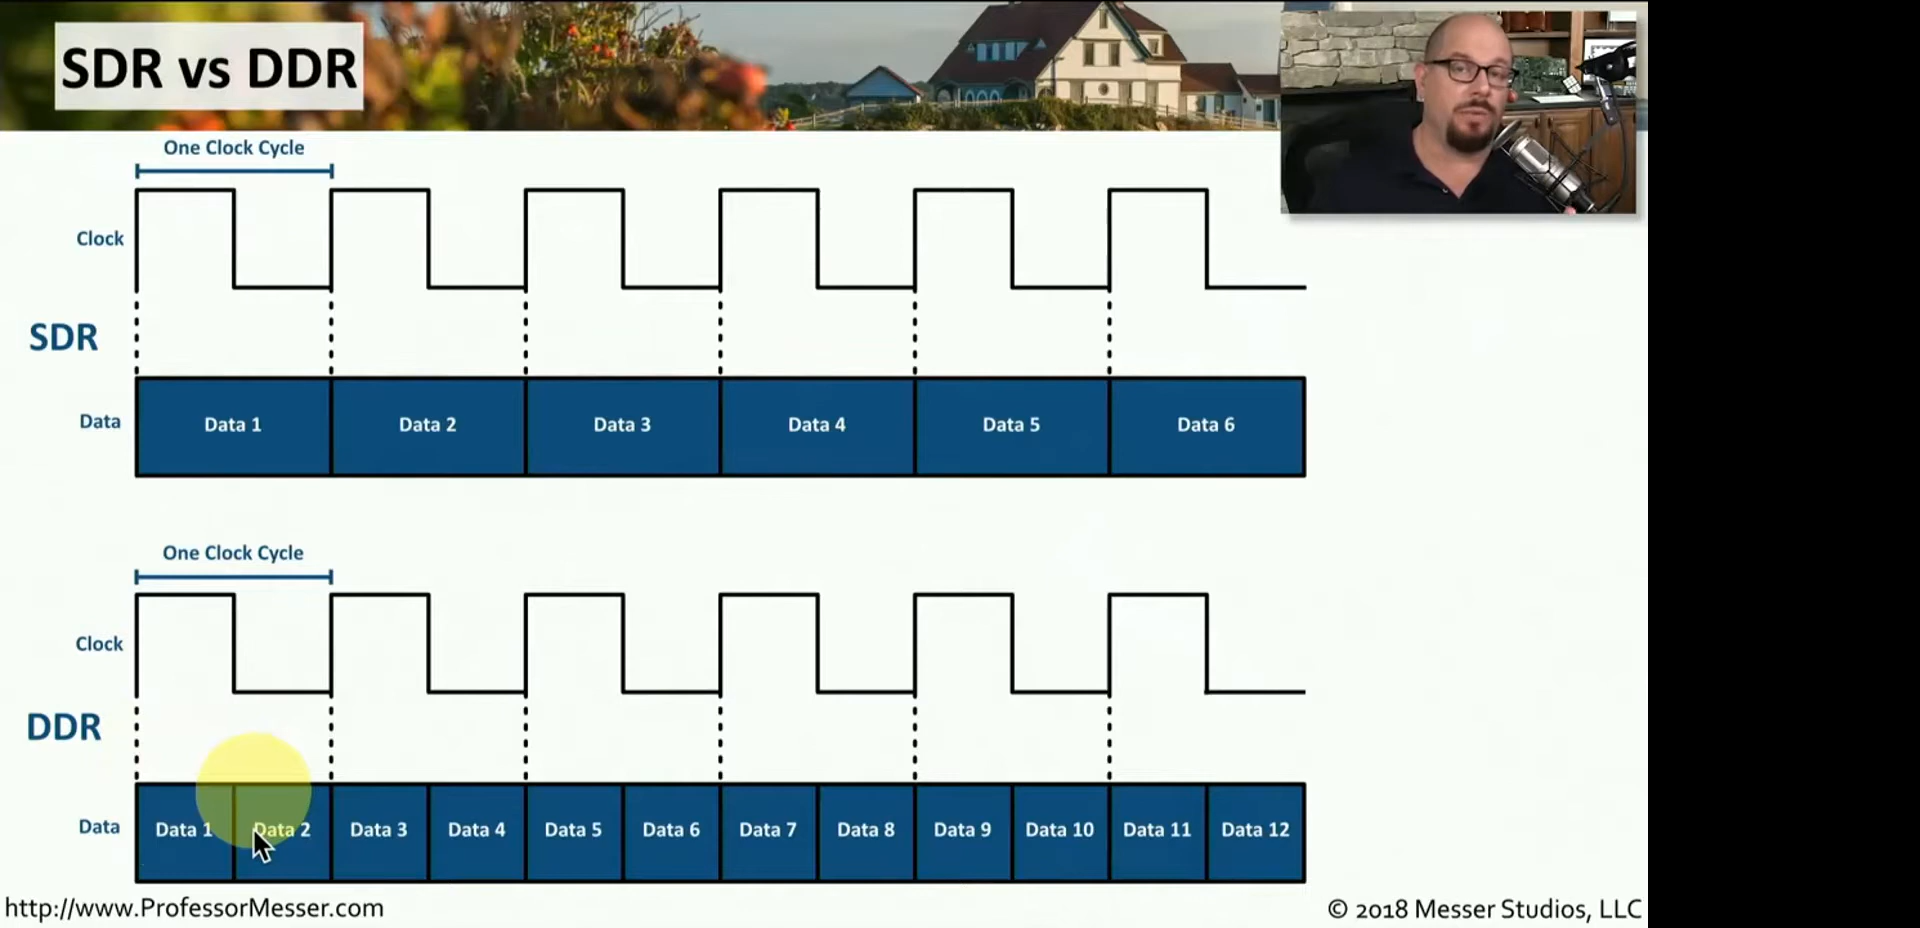 SDR vs DDR
One Clock Cycle
Clock
SDR
Data
Data 1 Data 2 Data 3 Data 4 Data 5 Data 6
One Clock Cycle
Clock
DDR
Data
Data 1 Data 2 Data 3 Data 4 Data 5 Data 6 Data 7 Data 8 Data 9 Data 10 Data 11 Data 12
http://www.ProfessorMesser.com
© 2018 Messer Studios, LLC